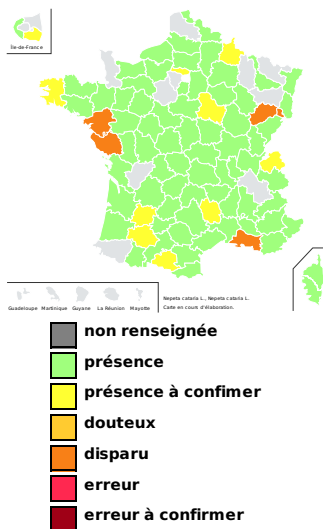 Île-de-France
Guadeloupe Martinique Guyane La Réunion Mayotte
Nepeta cataria L., Nepeta cataria L.
Carte en cours d'élaboration.
non renseignée
présence
présence à confimer
douteux
disparu
erreur
erreur à confirmer